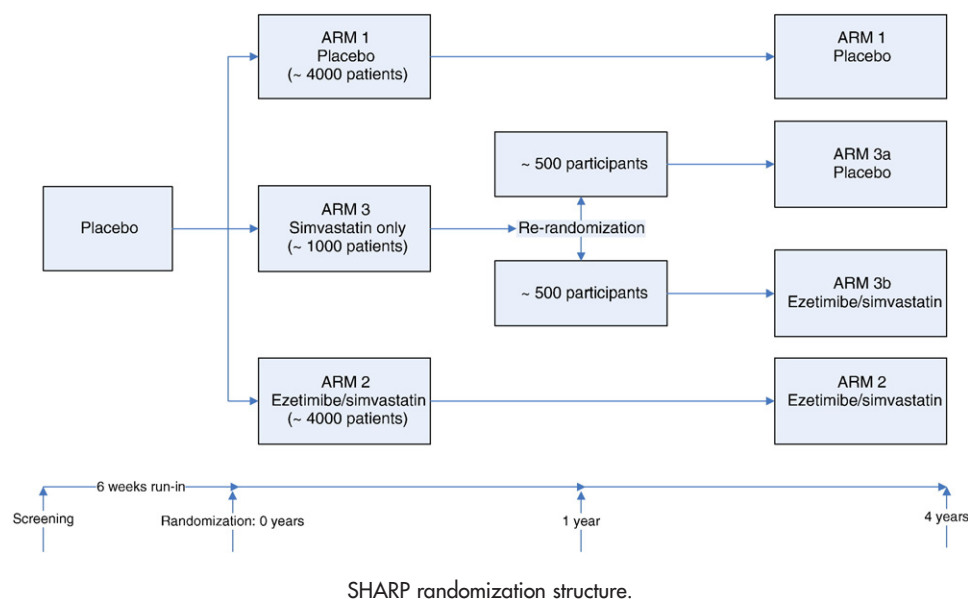 ARM 1
Placebo
(~ 4000 patients)
ARM 1
Placebo
~ 500 participants
ARM 3a
Placebo
Placebo
ARM 3
Simvastatin only
(~ 1000 patients)
Re-randomization
~ 500 participants
ARM 3b
Ezetimibe/simvastatin
ARM 2
Ezetimibe/simvastatin
(~ 4000 patients)
ARM 2
Ezetimibe/simvastatin
6 weeks run-in
Screening
Randomization: 0 years
1 year
4 years
SHARP randomization structure.